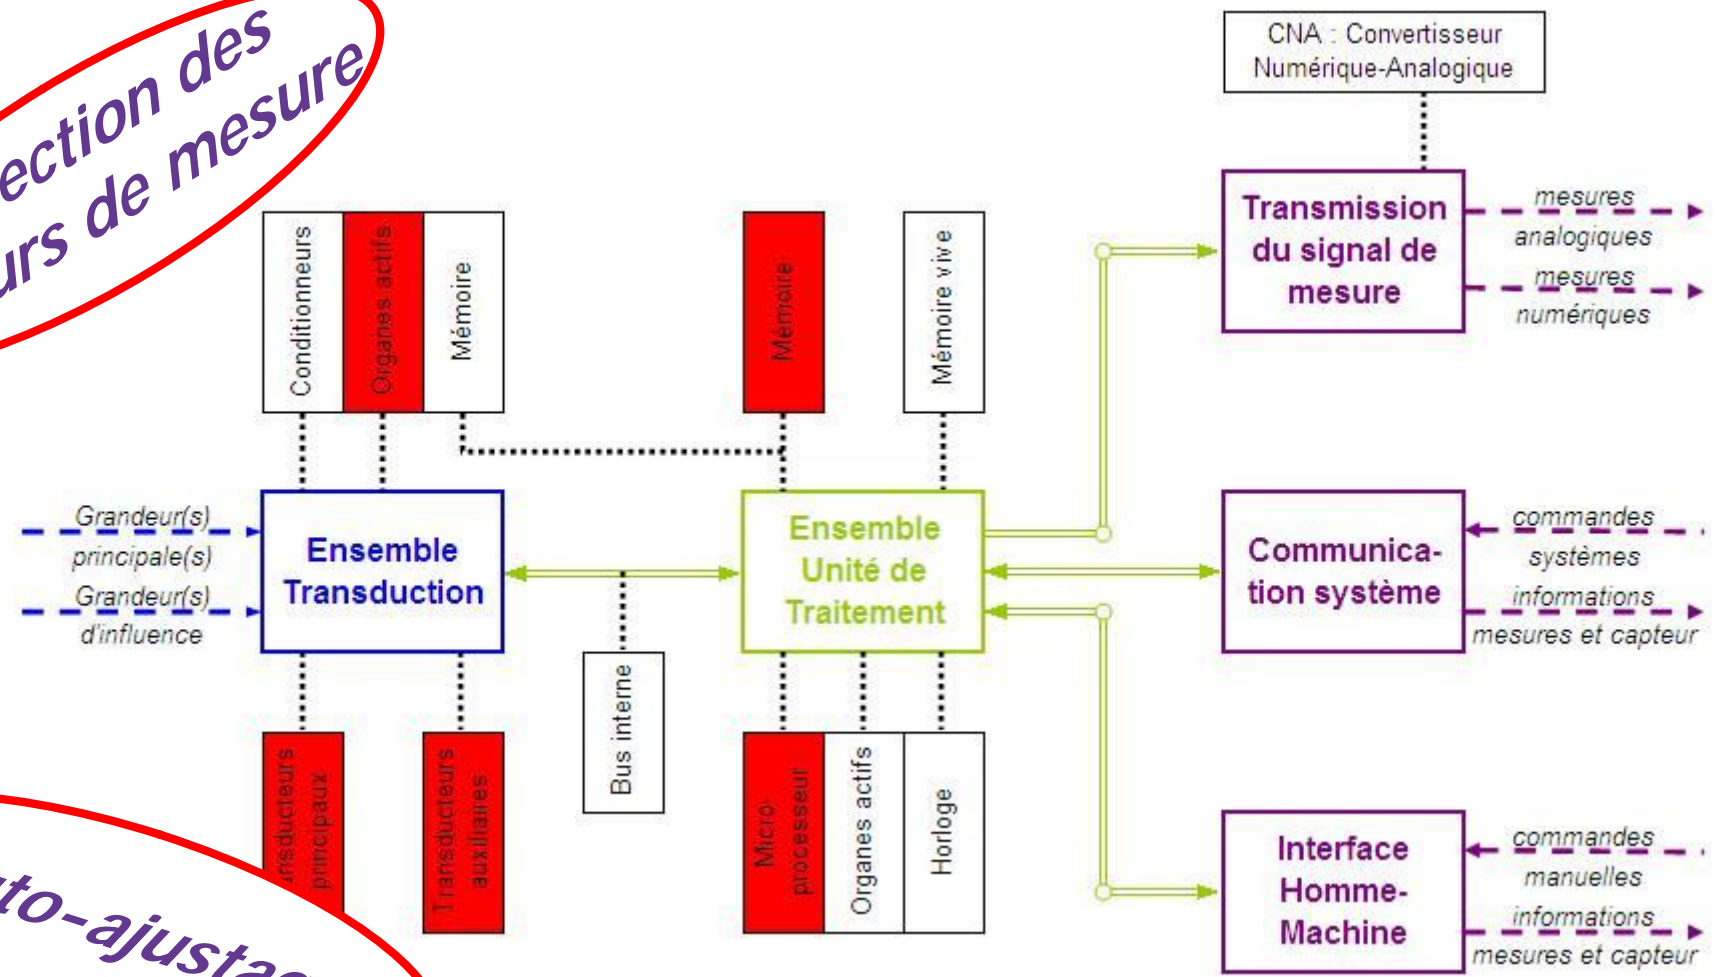 des
de mesure
CNA : Convertisseur
Numérique-Analogique
Conditionneurs
Organes actifs
Mémoire
Mémoire
Mémoire vive
Transmission
du signal de
mesure
mesures
analogiques
mesures
numériques
Grandeur(s)
principale(s)
Grandeur(s)
d'influence
Ensemble
Transduction
Ensemble
Unité de
Traitement
Communica-
tion système
commandes
systèmes
informations
mesures et capteur
Bus interne
principaux
Transducteurs
auxiliaires
Micro-
processeur
Organes actifs
Horloge
Interface
Homme-
Machine
commandes
manuelles
informations
mesures et capteur